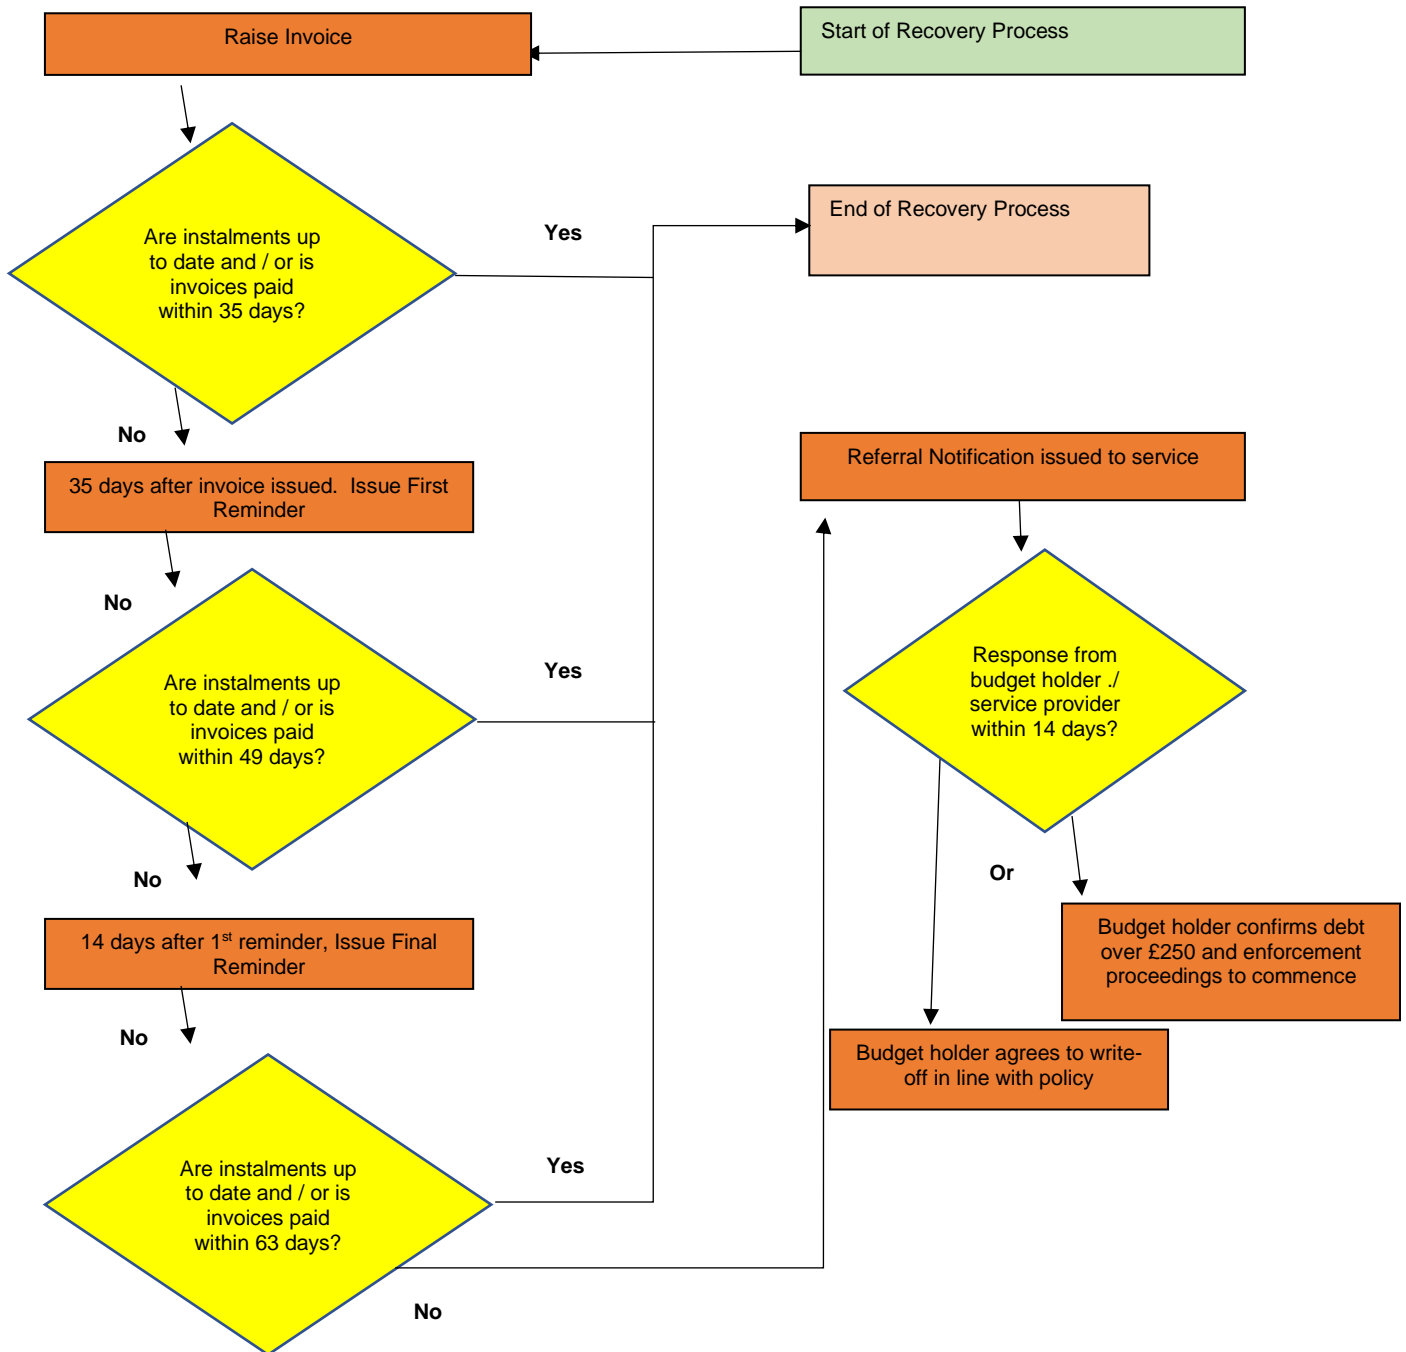 Raise Invoice
Start of Recovery Process
Are instalments up
to date and / or is
invoices paid
within 35 days?
Yes
End of Recovery Process
No
35 days after invoice issued.  Issue First
Reminder
No
Are instalments up
to date and / or is
invoices paid
within 49 days?
Yes
No
14 days after 1st reminder, Issue Final
Reminder
No
Are instalments up
to date and / or is
invoices paid
within 63 days?
Yes
No
Referral Notification issued to service
Response from
budget holder ./
service provider
within 14 days?
Or
Budget holder confirms debt
over £250 and enforcement
proceedings to commence
Budget holder agrees to write-
off in line with policy